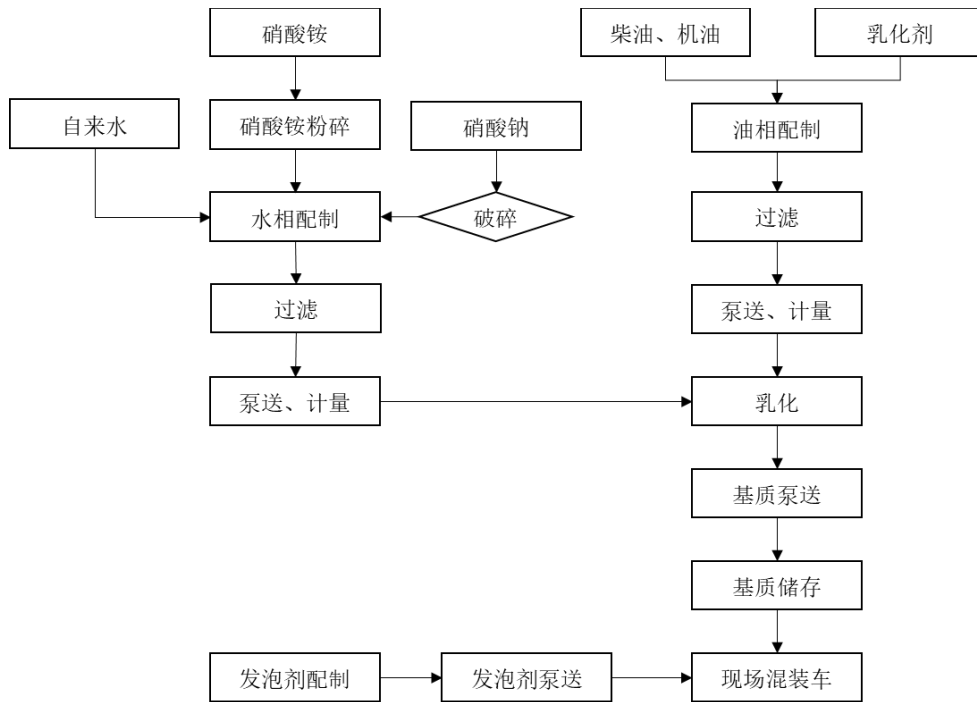 硝酸铵
柴油、机油
乳化剂
自来水
硝酸铵粉碎
硝酸钠
油相配制
水相配制
破碎
过滤
过滤
泵送、计量
泵送、计量
乳化
基质泵送
基质储存
发泡剂配制
发泡剂泵送
现场混装车